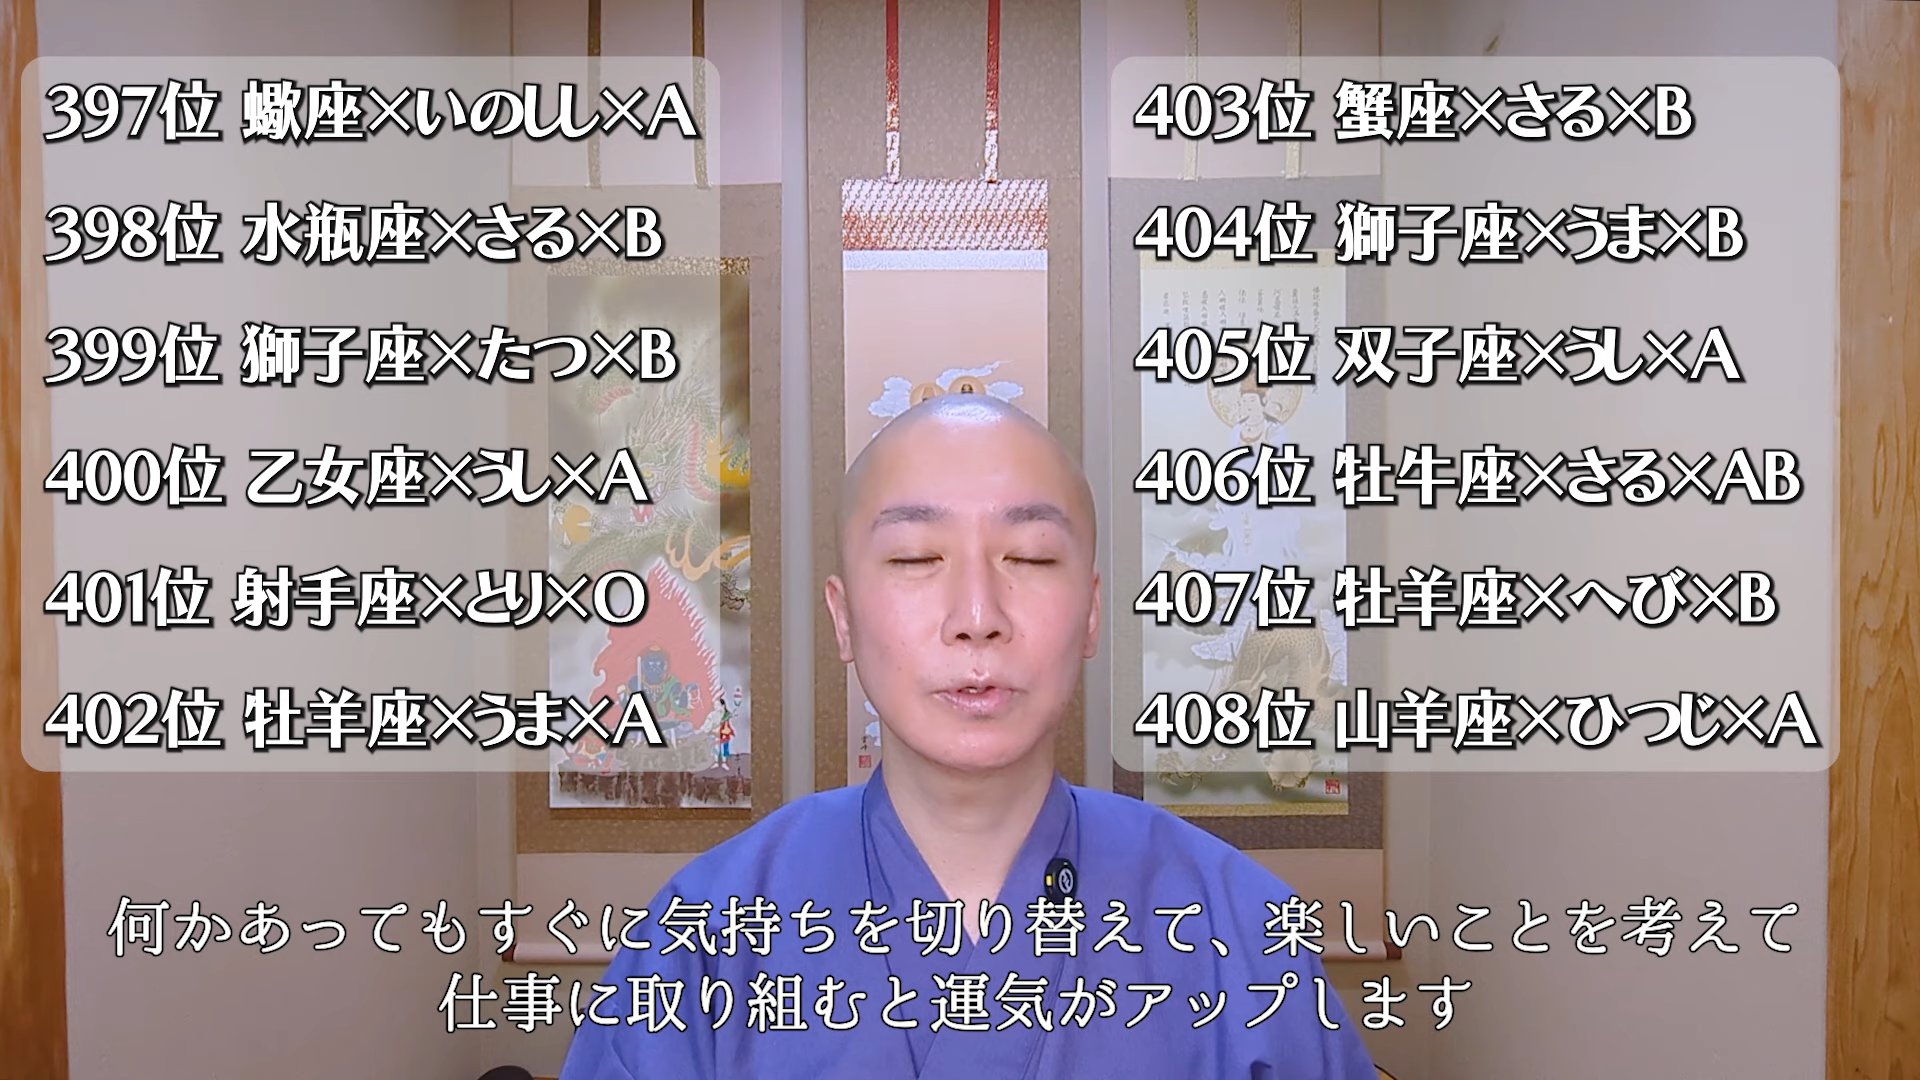 397位 蠍座×いのしし×A
398位 水瓶座×さる×B
399位 獅子座×たつ×B
400位 乙女座×うし×A
401位 射手座×とり×O
402位 牡羊座×うま×A
403位 蟹座×さる×B
404位 獅子座×うま×B
405位 双子座×うし×A
406位 牡牛座×さる×AB
407位 牡羊座×へび×B
408位 山羊座×ひつじ×A
何かあってもすぐに気持ちを切り替えて、楽しいことを考えて
仕事に取り組むと運気がアップします